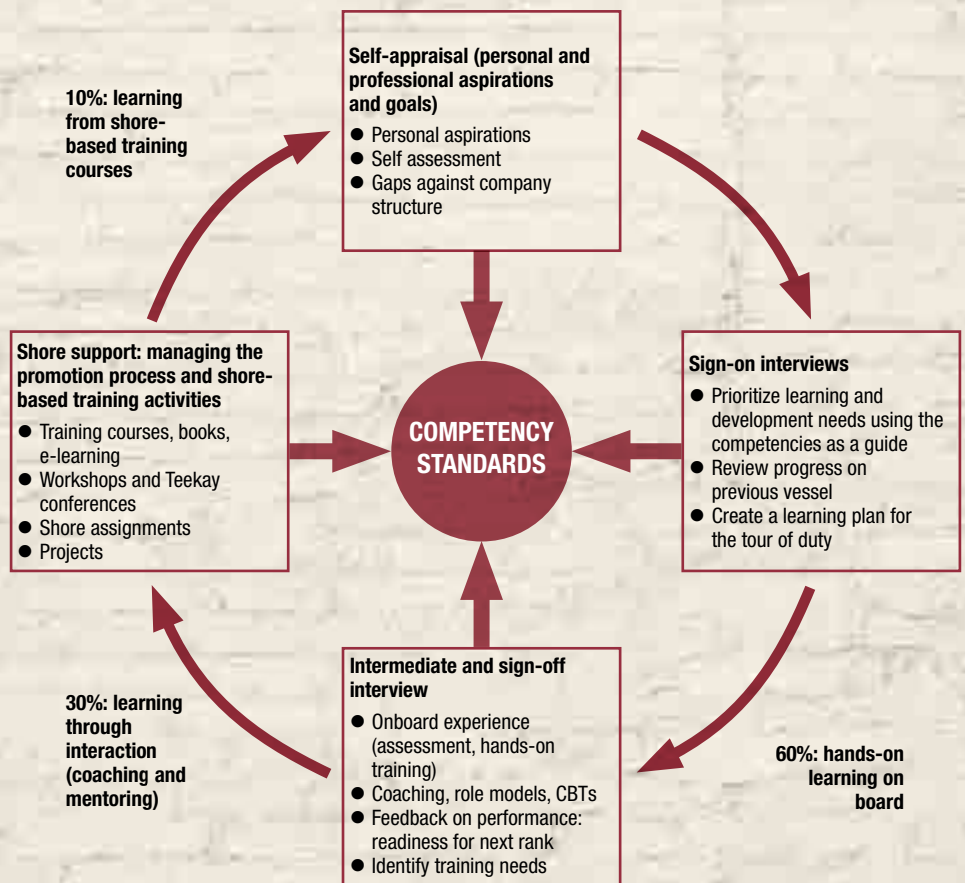 Self-appraisal (personal and
professional aspirations
and goals)
● Personal aspirations
● Self assessment
● Gaps against company
structure
10%: learning
from shore-
based training
courses
Shore support: managing the
promotion process and shore-
based training activities
● Training courses, books,
e-learning
● Workshops and Teekay
conferences
● Shore assignments
● Projects
COMPETENCY
STANDARDS
Sign-on interviews
● Prioritize learning and
development needs using the
competencies as a guide
● Review progress on
previous vessel
● Create a learning plan for
the tour of duty
30%: learning
through
interaction
(coaching and
mentoring)
Intermediate and sign-off
interview
● Onboard experience
(assessment, hands-on
training)
● Coaching, role models, CBTs
● Feedback on performance:
readiness for next rank
● Identify training needs
60%: hands-on
learning on
board